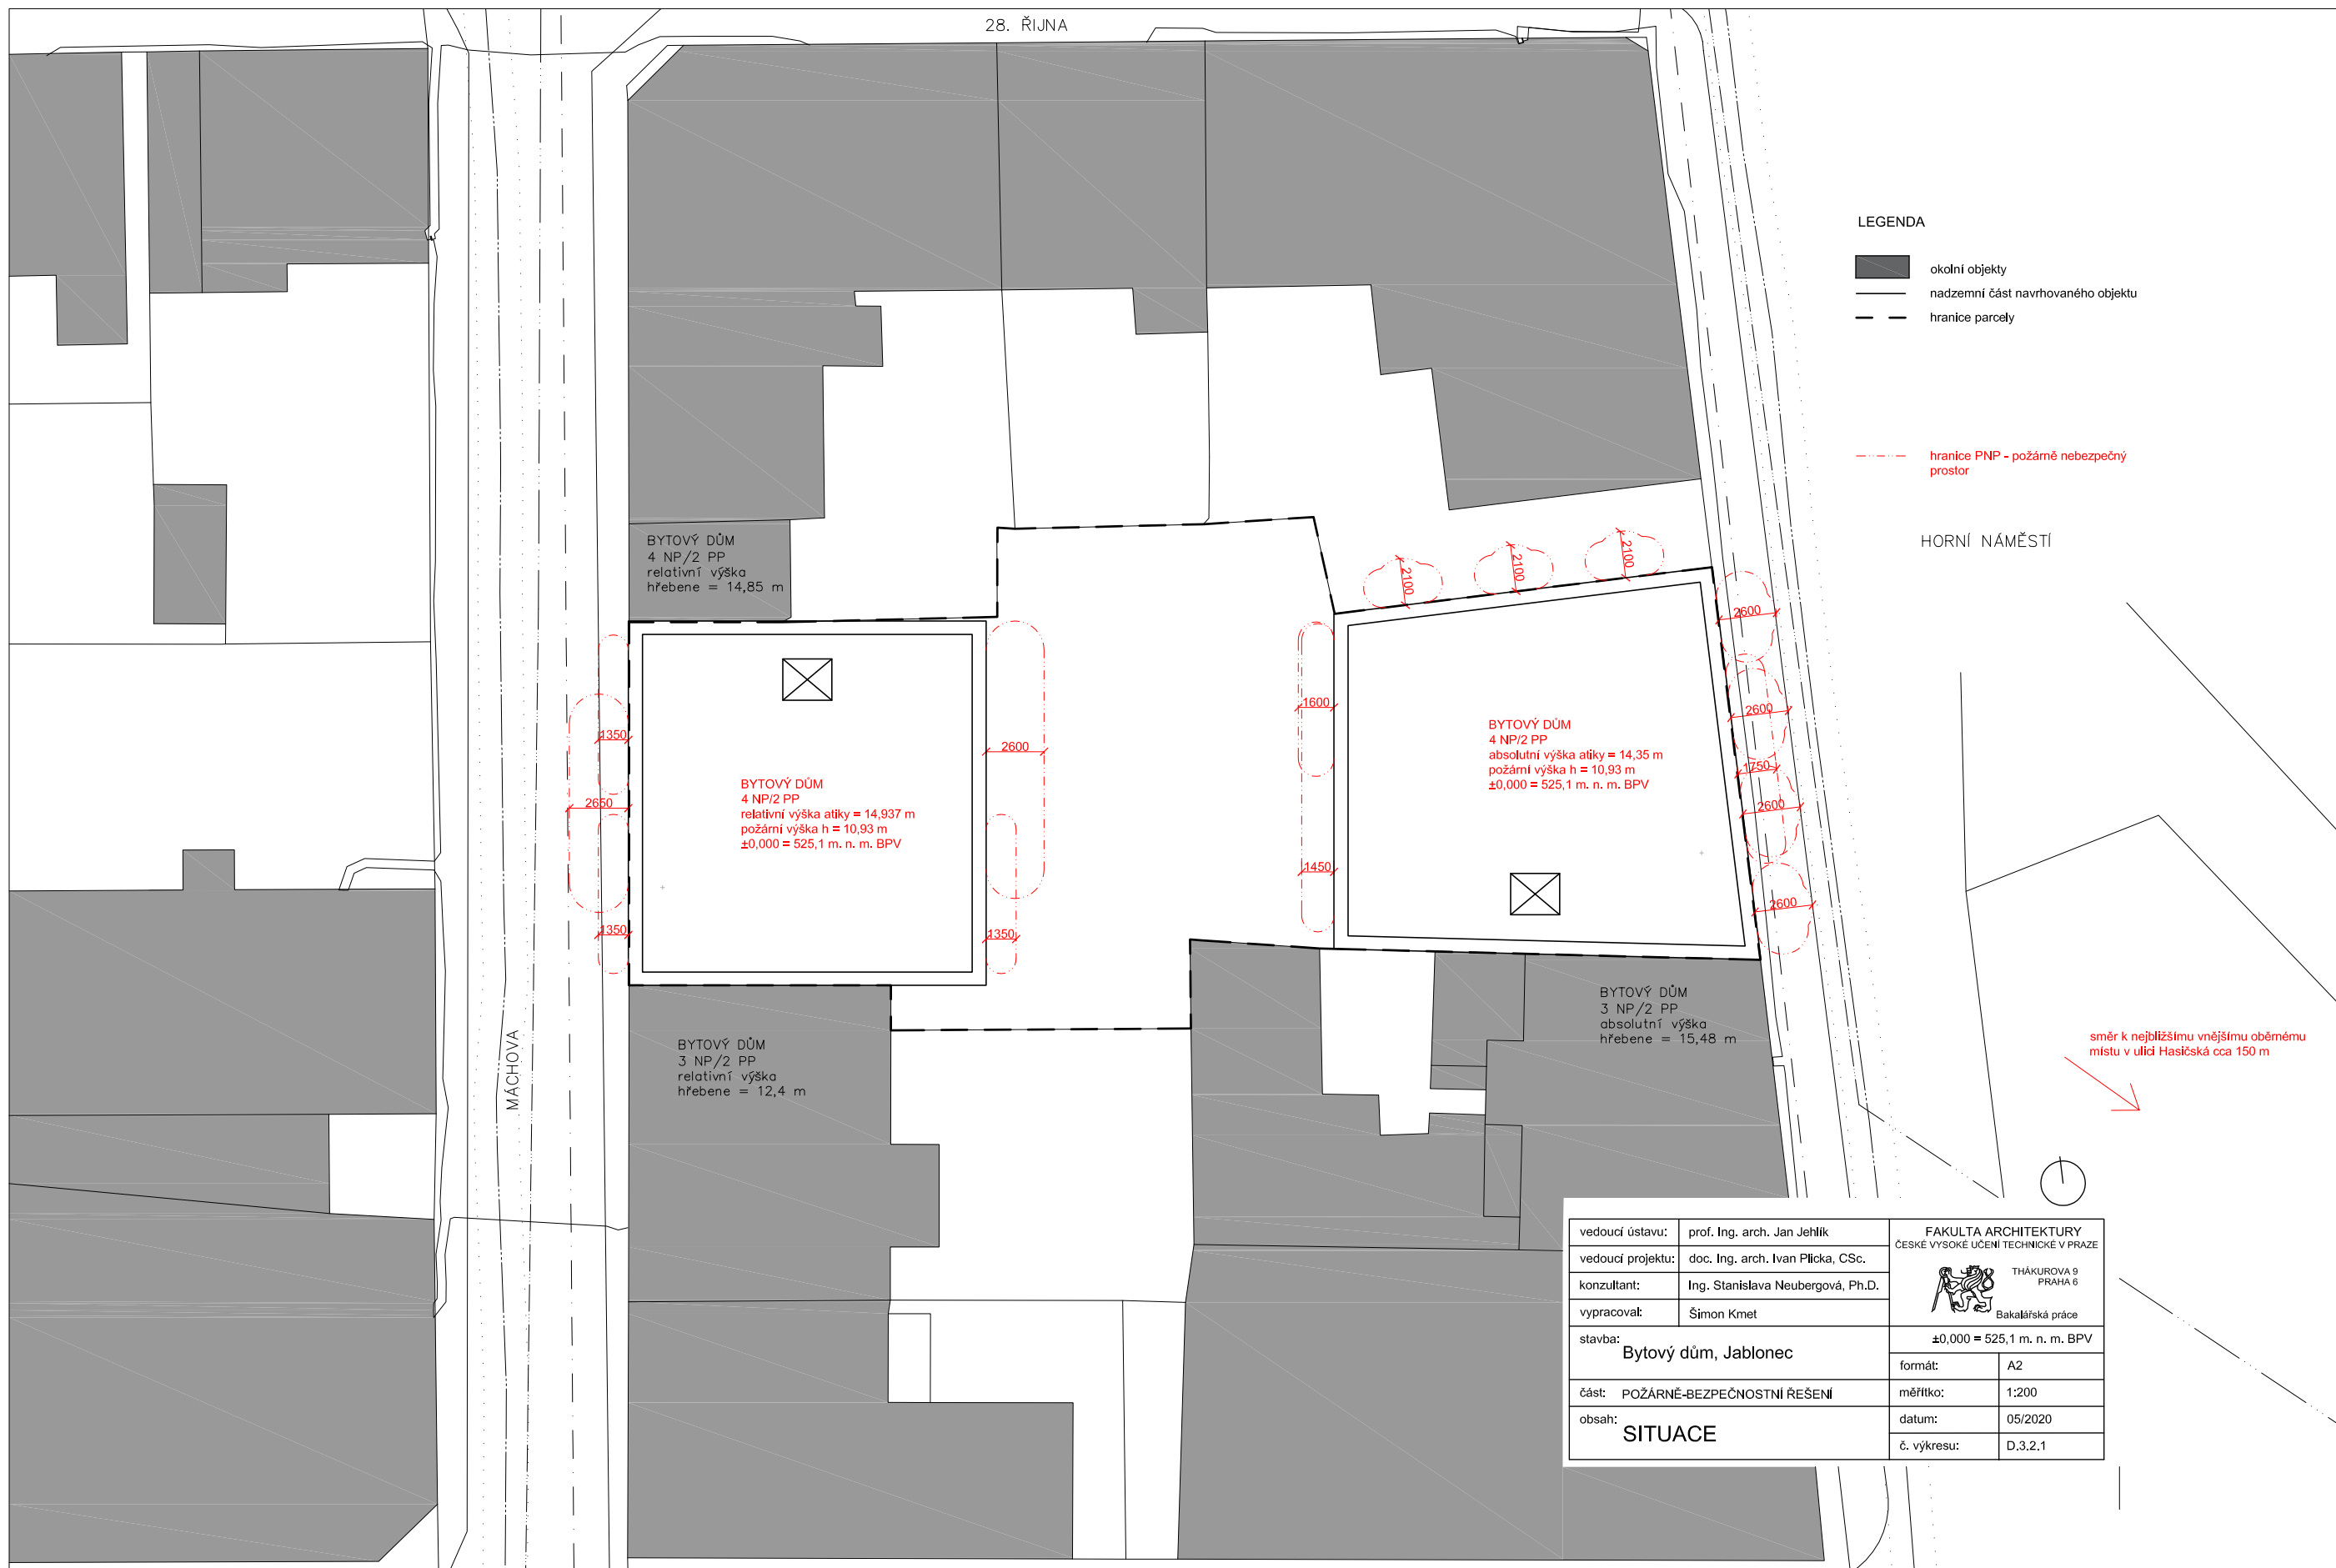 28. ŘIJNA
LEGENDA
okolní objekty
nadzemní část navrhovaného objektu
hranice parcely
hranice PNP - požárně nebezpečný
prostor
HORNÍ NÁMĚSTÍ
BYTOVÝ DŮM
4 NP/2 PP
relativní výška
hřebene = 14,85 m
2100
2100
2100
2600
2600
1750
2600
2600
1350
2650
1350
2600
1350
1600
1450
BYTOVÝ DŮM
4 NP/2 PP
relativní výška atiky = 14,937 m
požární výška h = 10,93 m
±0,000 = 525,1 m. n. m. BPV
BYTOVÝ DŮM
4 NP/2 PP
absolutní výška atiky = 14,35 m
požární výška h = 10,93 m
±0,000 = 525,1 m. n. m. BPV
BYTOVÝ DŮM
3 NP/2 PP
relativní výška
hřebene = 12,4 m
BYTOVÝ DŮM
3 NP/2 PP
absolutní výška
hřebene = 15,48 m
MÁCHOVA
směr k nejbližšímu vnějšímu oběrnému
místu v ulici Hasičská cca 150 m
vedoucí ústavu: prof. Ing. arch. Jan Jehlík
vedoucí projektu: doc. Ing. arch. Ivan Plicka, CSc.
konzultant: Ing. Stanislava Neubergová, Ph.D.
vypracoval: Šimon Kmet
FAKULTA ARCHITEKTURY
ČESKÉ VYSOKÉ UČENÍ TECHNICKÉ V PRAZE
THÁKUROVA 9
PRAHA 6
Bakalářská práce
stavba: Bytový dům, Jablonec
±0,000 = 525,1 m. n. m. BPV
formát: A2
část: POŽÁRNĚ-BEZPEČNOSTNÍ ŘEŠENÍ
měřítko: 1:200
obsah: SITUACE
datum: 05/2020
č. výkresu: D.3.2.1